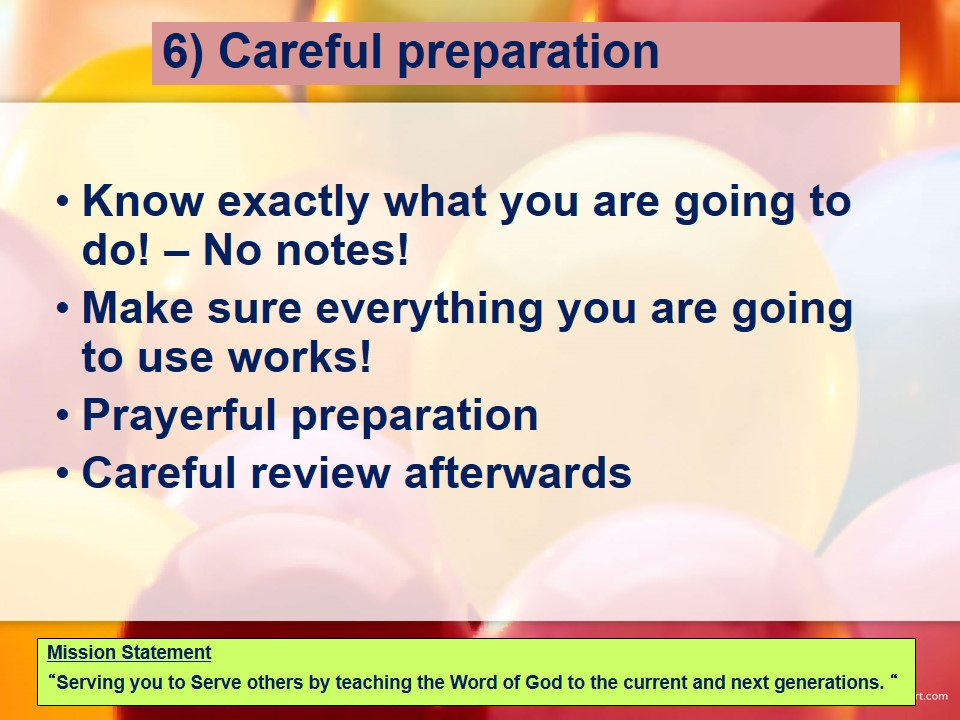 6) Careful preparation
• Know exactly what you are going to
do! – No notes!
• Make sure everything you are going
to use works!
• Prayerful preparation
• Careful review afterwards
Mission Statement
“Serving you to Serve others by teaching the Word of God to the current and next generations. “
rt.com